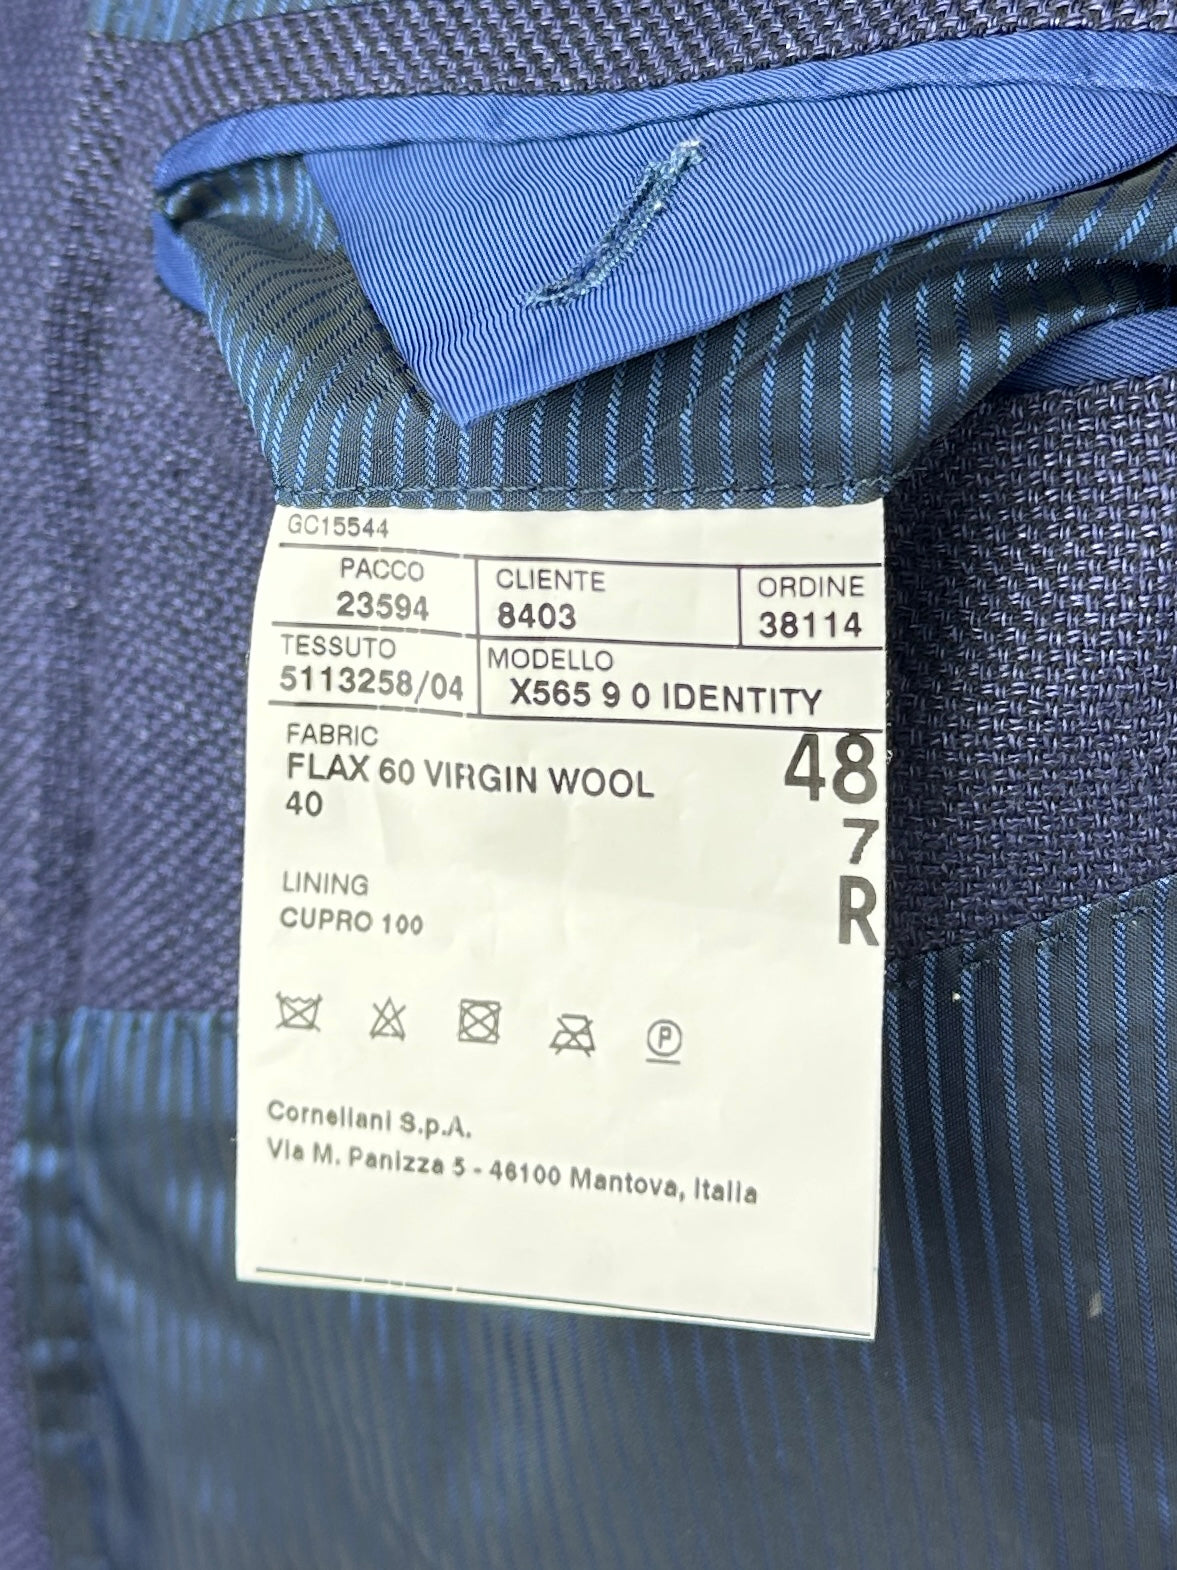 GC15544
PACCO CLIENTE ORDINE
23594 8403 38114
TESSUTO MODELLO
5113258/04 X565 9 0 IDENTITY
FABRIC
FLAX 60 VIRGIN WOOL
40
48
7
R
LINING
CUPRO 100
P
Corneliani S.p.A.
Via M. Panizza 5 - 46100 Mantova, Italia